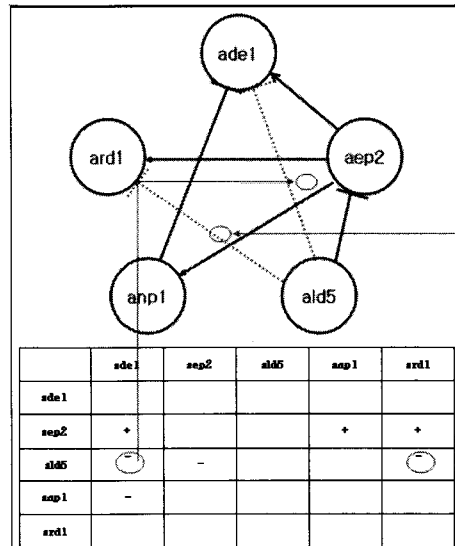 ade1
ard1 aep2
anp1 ald5
ade1 aep2 ald5 anp1 ard1
ade1
aep2 + + +
ald5 - - -
anp1 -
ard1